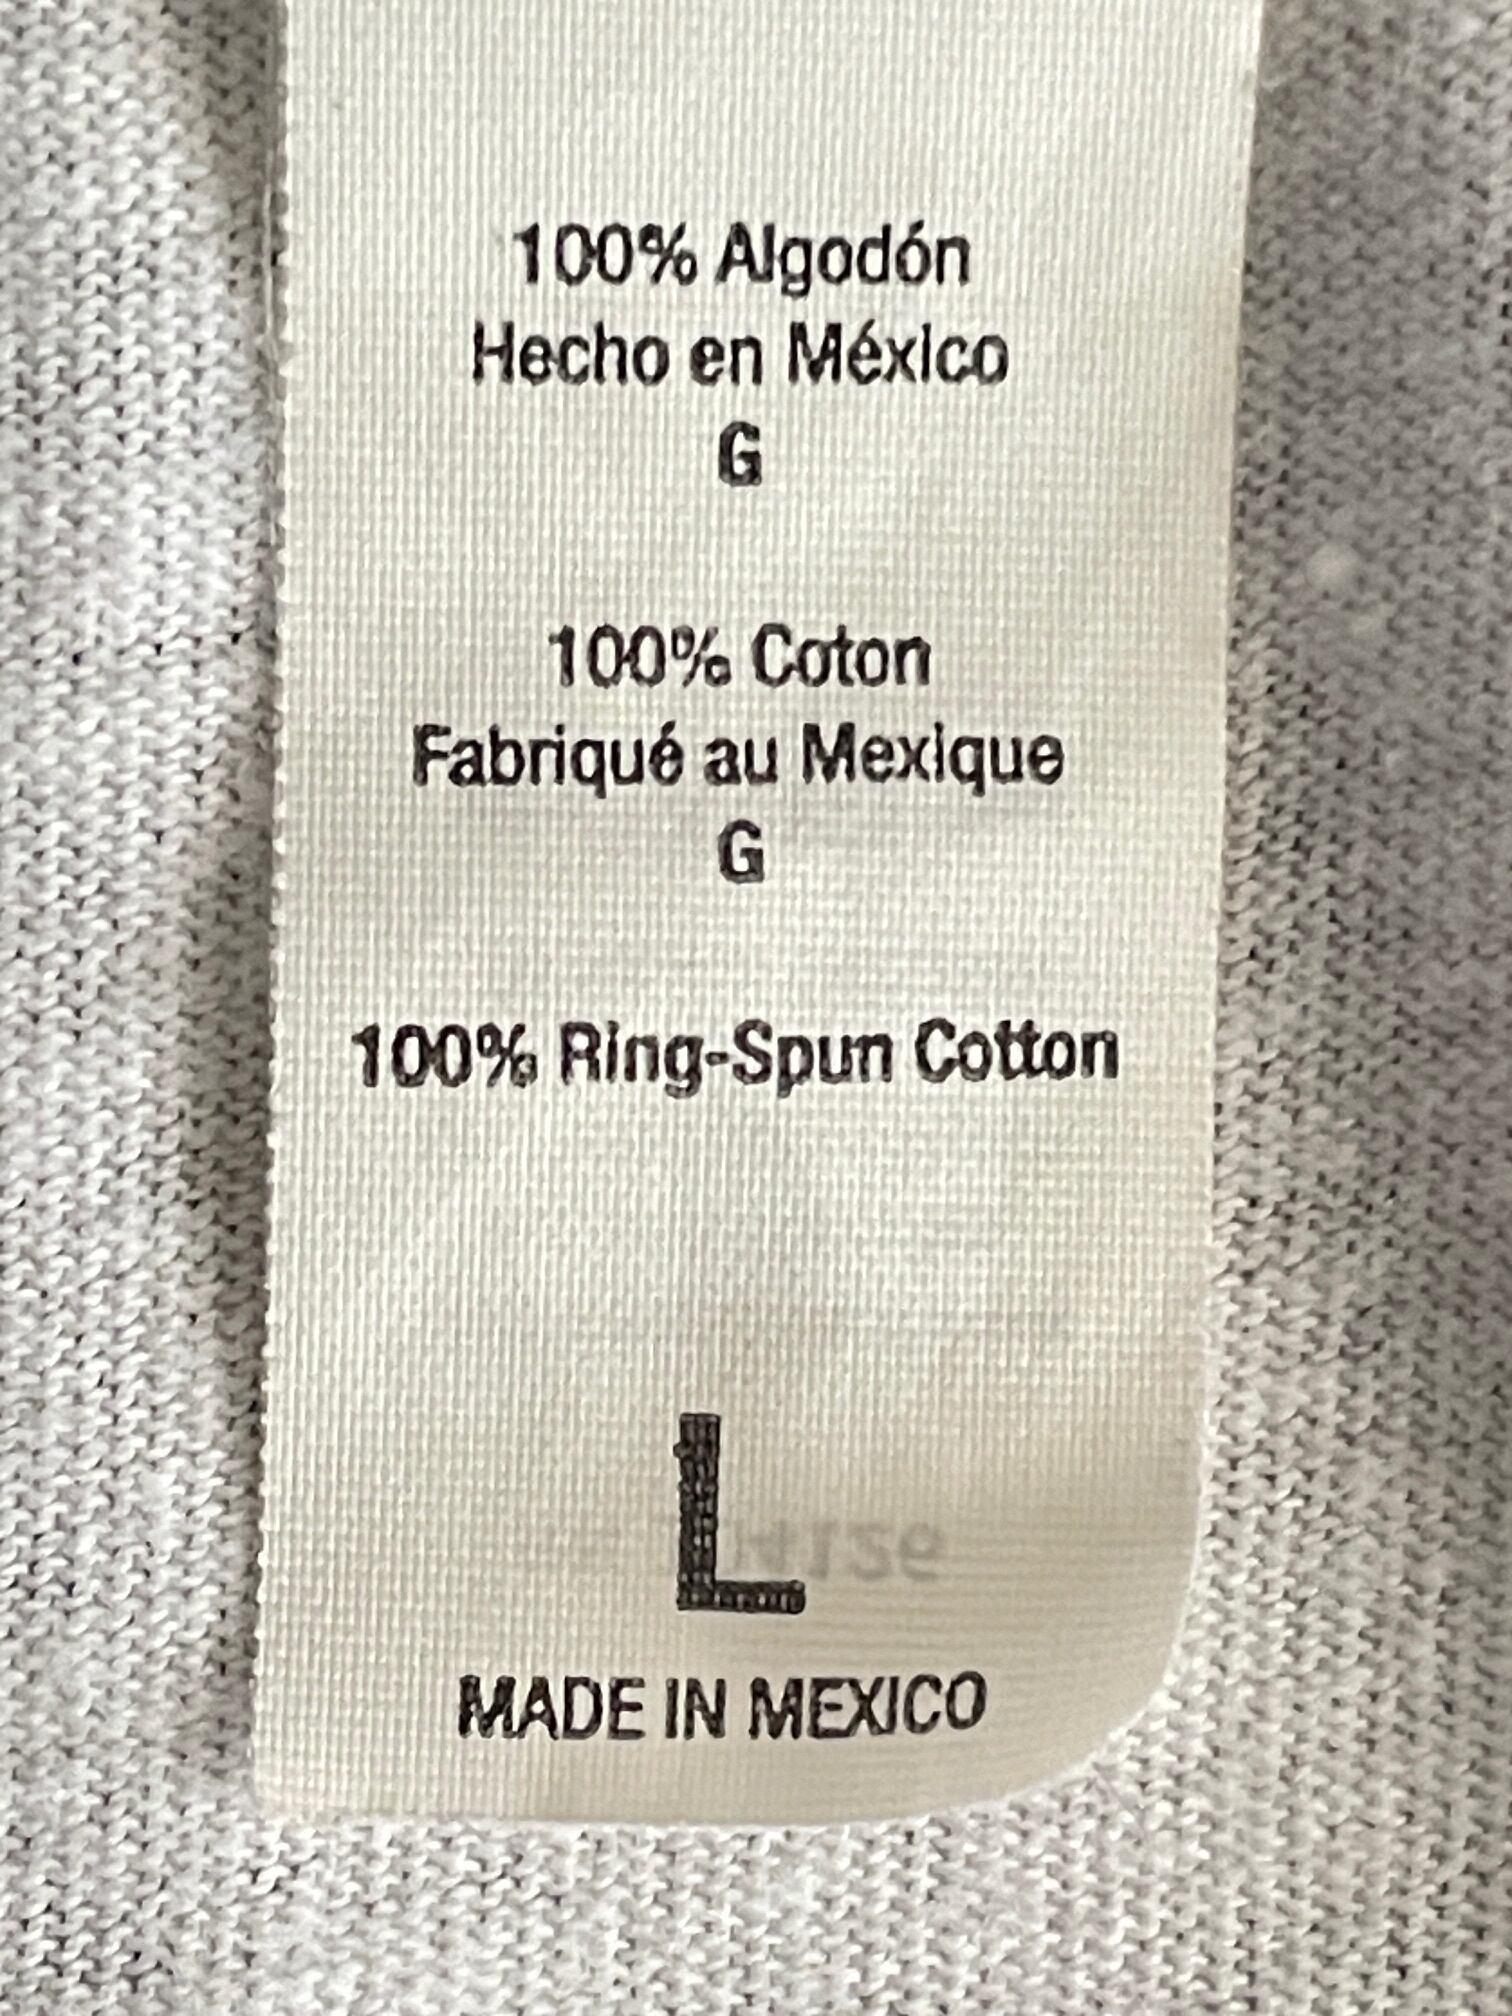 100% Algodón
Hecho en México
G
100% Coton
Fabriqué au Mexique
G
100% Ring-Spun Cotton
L
MADE IN MEXICO